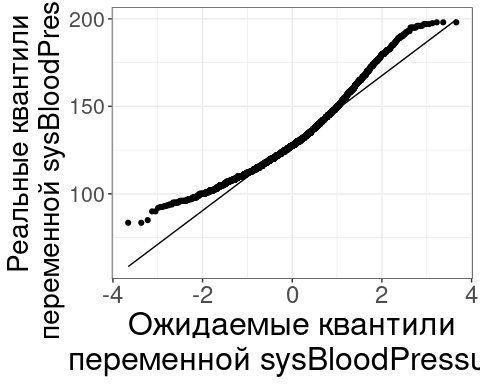 Реальные квантили
переменной sysBloodPres
200
150
100
-4
-2
0
2
4
Ожидаемые квантили
переменной sysBloodPressu